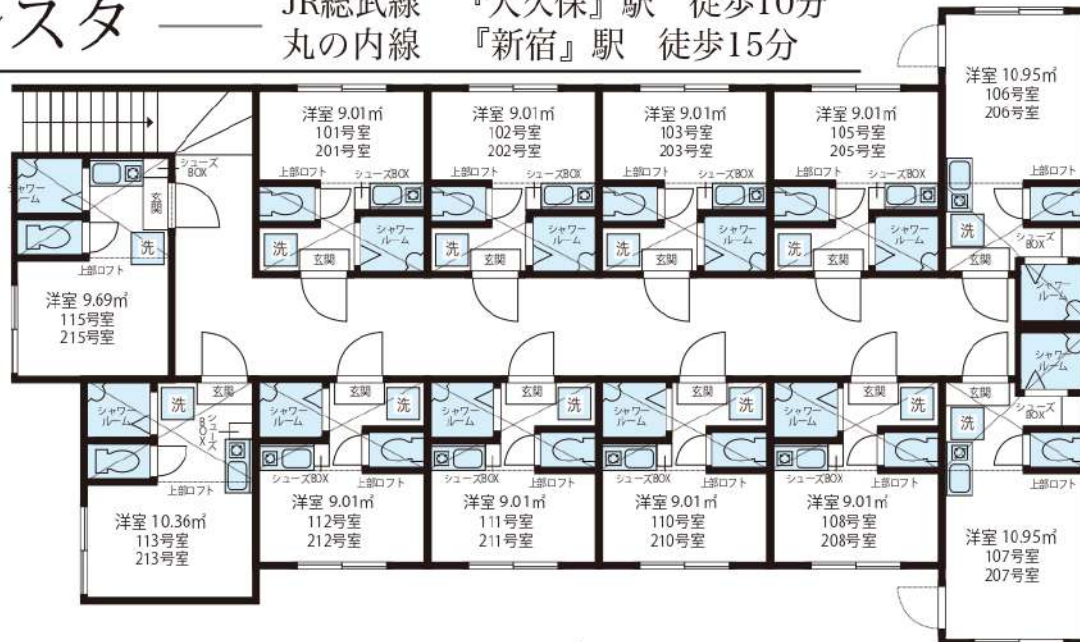 スタ
JR総武線 『大久保』駅 徒歩10分
丸の内線 『新宿』駅 徒歩15分
洋室 9.01㎡
101号室
201号室
上部ロフト
シューズBOX
洗
玄関
シャワー
ルーム
洋室 9.01㎡
102号室
202号室
上部ロフト
シューズBOX
洗
玄関
シャワー
ルーム
洋室 9.01㎡
103号室
203号室
上部ロフト
シューズBOX
洗
玄関
シャワー
ルーム
洋室 9.01㎡
105号室
205号室
上部ロフト
シューズBOX
洗
玄関
シャワー
ルーム
洋室 10.95㎡
106号室
206号室
上部ロフト
洗
シューズ
BOX
玄関
シャワー
ルーム
シューズ
BOX
シャワー
ルーム
玄関
洗
上部ロフト
洋室 9.69㎡
115号室
215号室
シャワー
ルーム
洗
玄関
シューズ
BOX
上部ロフト
洋室 10.36㎡
113号室
213号室
シャワー
ルーム
玄関
洗
シューズBOX
上部ロフト
洋室 9.01㎡
112号室
212号室
シャワー
ルーム
玄関
洗
シューズBOX
上部ロフト
洋室 9.01㎡
111号室
211号室
シャワー
ルーム
玄関
洗
シューズBOX
上部ロフト
洋室 9.01㎡
110号室
210号室
シャワー
ルーム
玄関
洗
シューズBOX
上部ロフト
洋室 9.01㎡
108号室
208号室
シャワー
ルーム
玄関
洗
シューズ
BOX
上部ロフト
洋室 10.95㎡
107号室
207号室